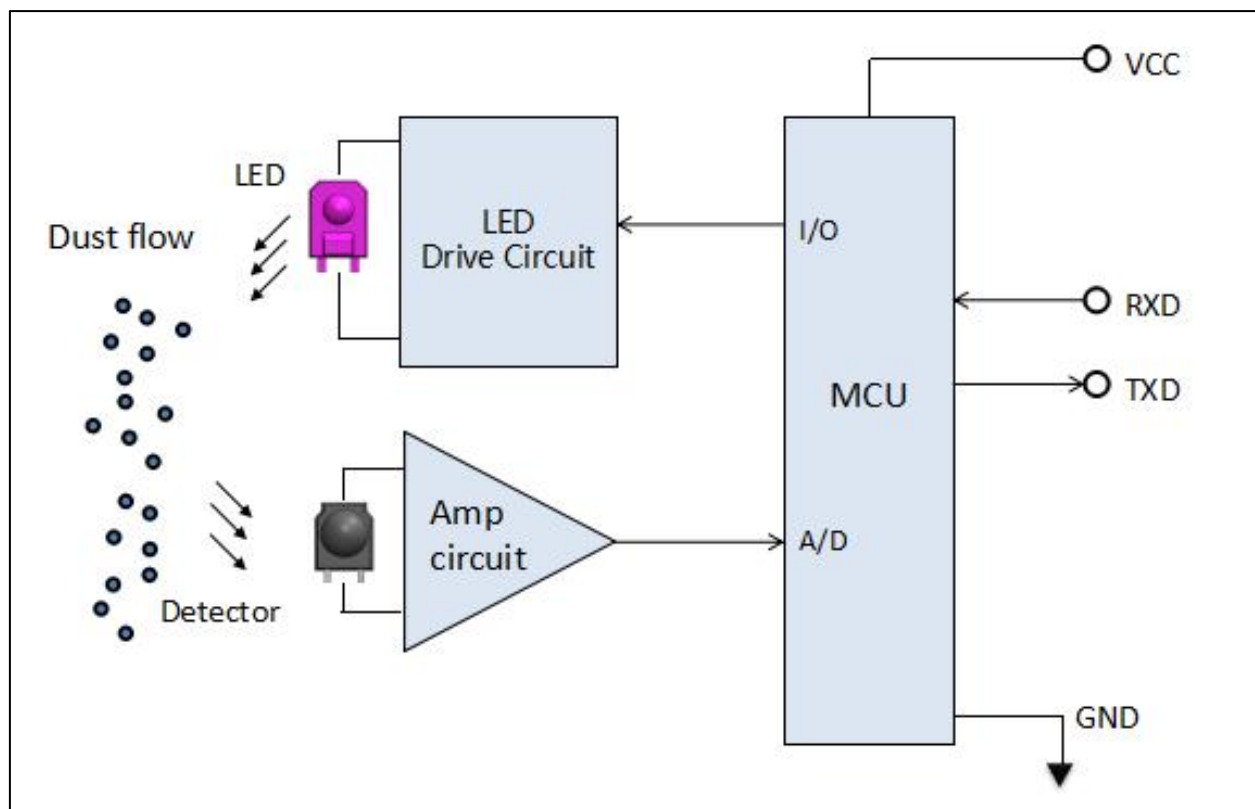 VCC
LED
Dust flow
LED
Drive Circuit
I/O
RXD
MCU
TXD
Amp
circuit
A/D
Detector
GND